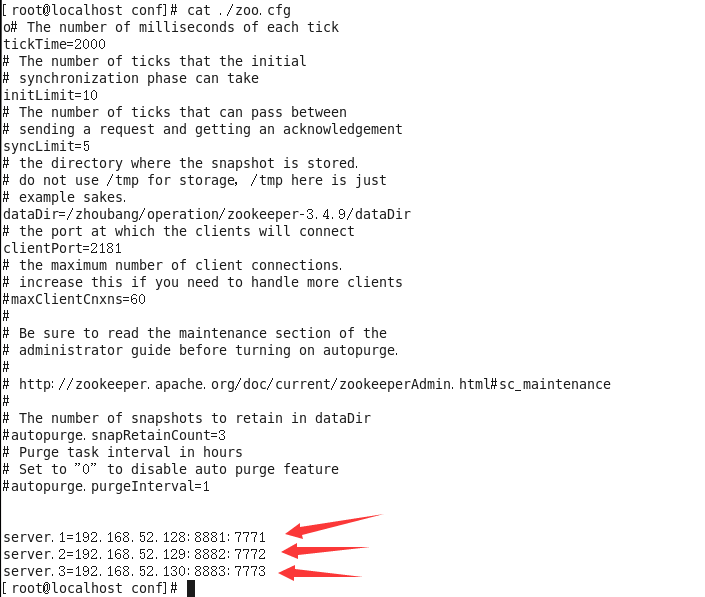 [root@localhost conf]# cat ./zoo.cfg
o# The number of milliseconds of each tick
tickTime=2000
# The number of ticks that the initial
# synchronization phase can take
initLimit=10
# The number of ticks that can pass between
# sending a request and getting an acknowledgement
syncLimit=5
# the directory where the snapshot is stored.
# do not use /tmp for storage, /tmp here is just
# example sakes.
dataDir=/zhoubang/operation/zookeeper-3.4.9/dataDir
# the port at which the clients will connect
clientPort=2181
# the maximum number of client connections.
# increase this if you need to handle more clients
#maxClientCnxns=60
#
# Be sure to read the maintenance section of the
# administrator guide before turning on autopurge.
#
# http://zookeeper.apache.org/doc/current/zookeeperAdmin.html#sc_maintenance
#
# The number of snapshots to retain in dataDir
#autopurge.snapRetainCount=3
# Purge task interval in hours
# Set to "0" to disable auto purge feature
#autopurge.purgeInterval=1
server.1=192.168.52.128:8881:7771
server.2=192.168.52.129:8882:7772
server.3=192.168.52.130:8883:7773
[root@localhost conf]#